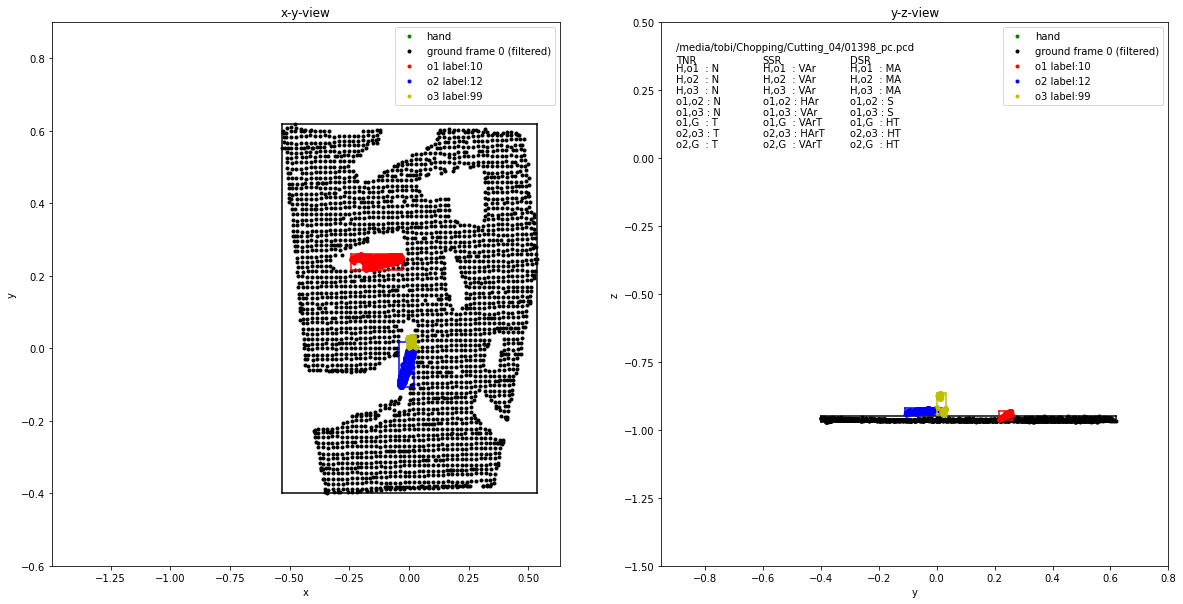 x-y-view
hand
ground frame 0 (filtered)
o1 label:10
o2 label:12
o3 label:99
0.8
0.6
0.4
0.2
0.0
−0.2
−0.4
−0.6
y
−1.25 −1.00 −0.75 −0.50 −0.25 0.00 0.25 0.50
x
y-z-view
hand
ground frame 0 (filtered)
o1 label:10
o2 label:12
o3 label:99
/media/tobi/Chopping/Cutting_04/01398_pc.pcd
TNR SSR DSR
H,o1 : N H,o1 : VAr H,o1 : MA
H,o2 : N H,o2 : VAr H,o2 : MA
H,o3 : N H,o3 : VAr H,o3 : MA
o1,o2 : N o1,o2 : HAr o1,o2 : S
o1,o3 : N o1,o3 : VAr o1,o3 : S
o1,G : T o1,G : VArT o1,G : HT
o2,o3 : T o2,o3 : HArT o2,o3 : HT
o2,G : T o2,G : VArT o2,G : HT
0.50
0.25
0.00
−0.25
−0.50
−0.75
−1.00
−1.25
−1.50
z
−0.8 −0.6 −0.4 −0.2 0.0 0.2 0.4 0.6 0.8
y